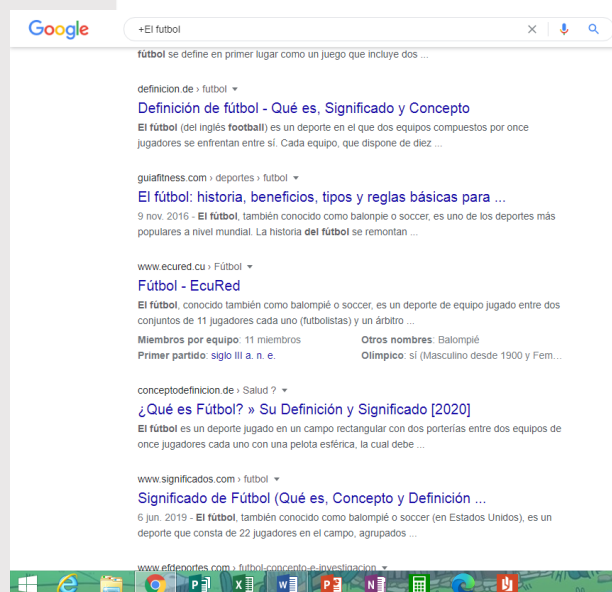 Google
+El futbol
fútbol se define en primer lugar como un juego que incluye dos ...
definicion.de › futbol
Definición de fútbol - Qué es, Significado y Concepto
El fútbol (del inglés football) es un deporte en el que dos equipos compuestos por once
jugadores se enfrentan entre sí. Cada equipo, que dispone de diez ...
guiafitness.com › deportes › futbol
El fútbol: historia, beneficios, tipos y reglas básicas para ...
9 nov. 2016 - El fútbol, también conocido como balonpie o soccer, es uno de los deportes más
populares a nivel mundial. La historia del fútbol se remontan ...
www.ecured.cu › Fútbol
Fútbol - EcuRed
El fútbol, conocido también como balompié o soccer, es un deporte de equipo jugado entre dos
conjuntos de 11 jugadores cada uno (futbolistas) y un árbitro ...
Miembros por equipo: 11 miembros Otros nombres: Balompié
Primer partido: siglo III a. n. e. Olímpico: sí (Masculino desde 1900 y Fem...
conceptodefinicion.de › Salud ?
¿Qué es Fútbol? » Su Definición y Significado [2020]
El fútbol es un deporte jugado en un campo rectangular con dos porterías entre dos equipos de
once jugadores cada uno con una pelota esférica, la cual debe ...
www.significados.com › futbol
Significado de Fútbol (Qué es, Concepto y Definición ...
6 jun. 2019 - El fútbol, también conocido como balompié o soccer (en Estados Unidos), es un
deporte que consta de 22 jugadores en el campo, agrupados ...
www.efdeportes.com › futbol-concepto-e-investigacion